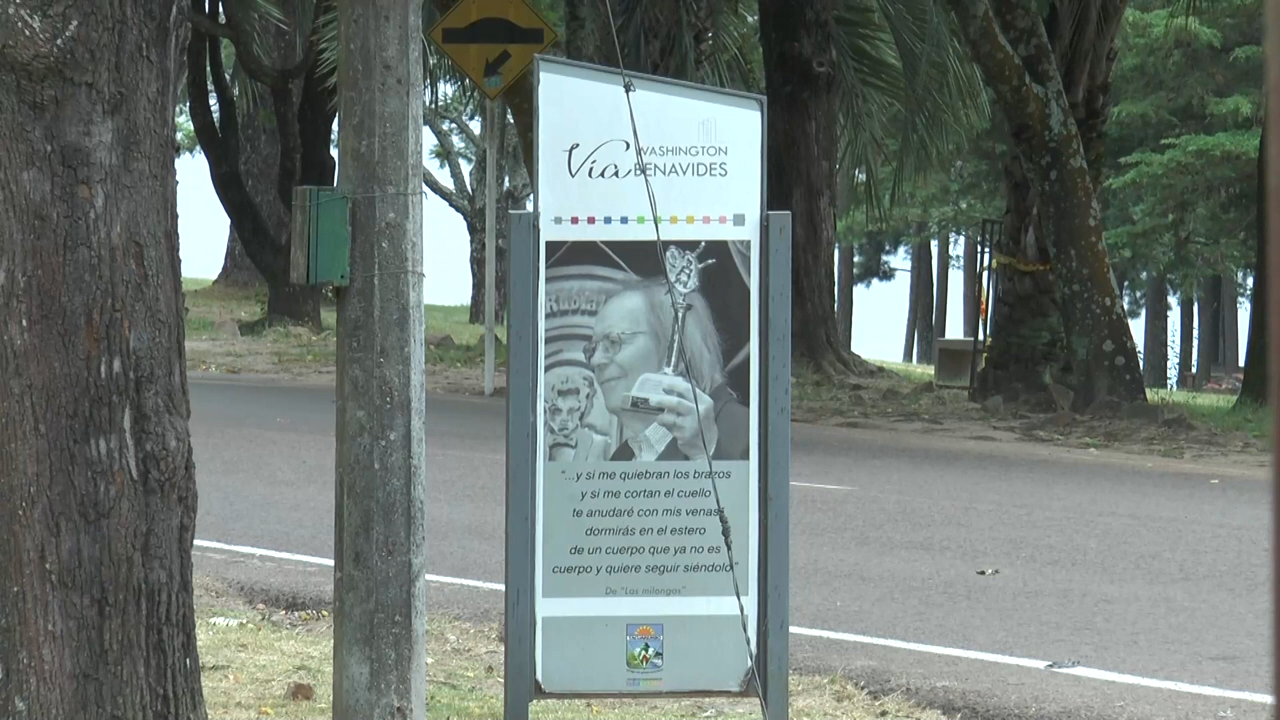 Vía WASHINGTON
BENAVIDES
Rubia
"...y si me quiebran los brazos
y si me cortan el cuello
te anudaré con mis venas
dormirás en el estero
de un cuerpo que ya no es
cuerpo y quiere seguir siéndolo"
De "Las milongas"